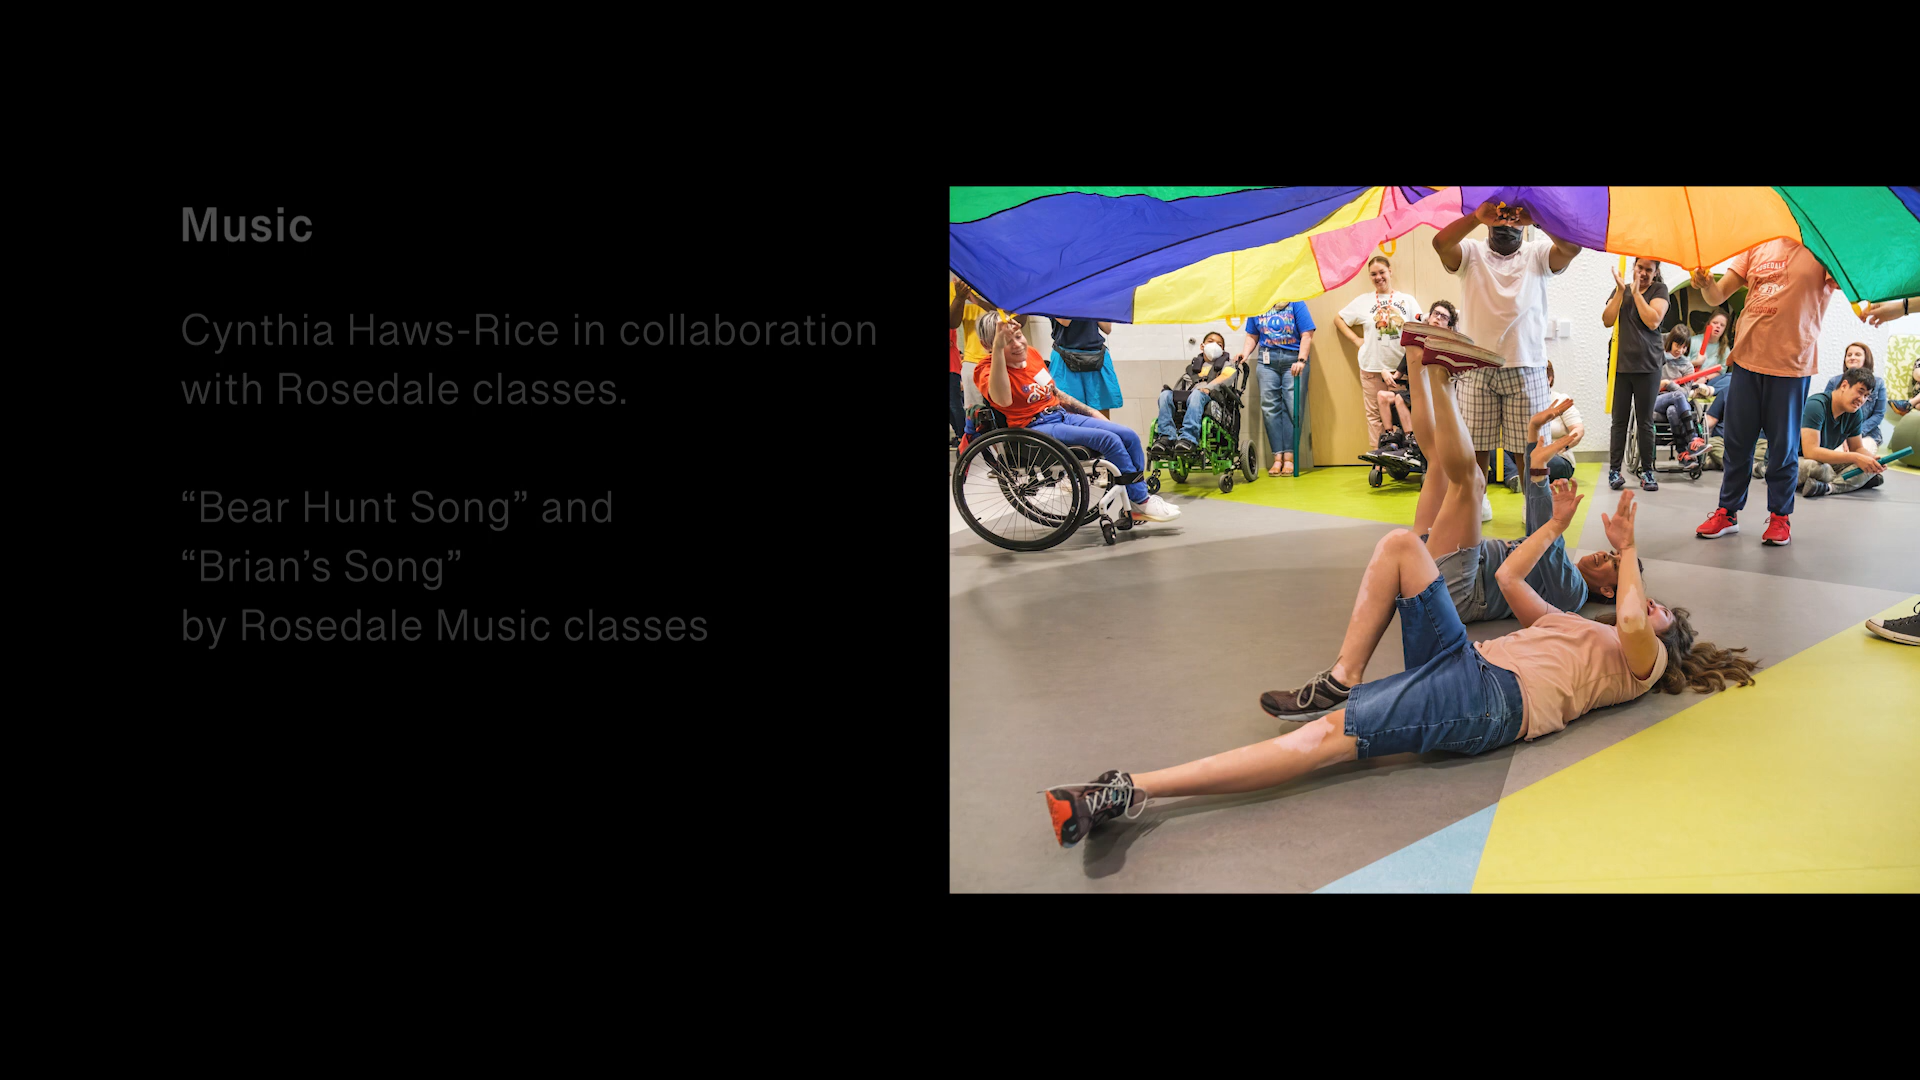 Music
Cynthia Haws-Rice in collaboration
with Rosedale classes.
“Bear Hunt Song” and
“Brian’s Song”
by Rosedale Music classes
ROSEDALE